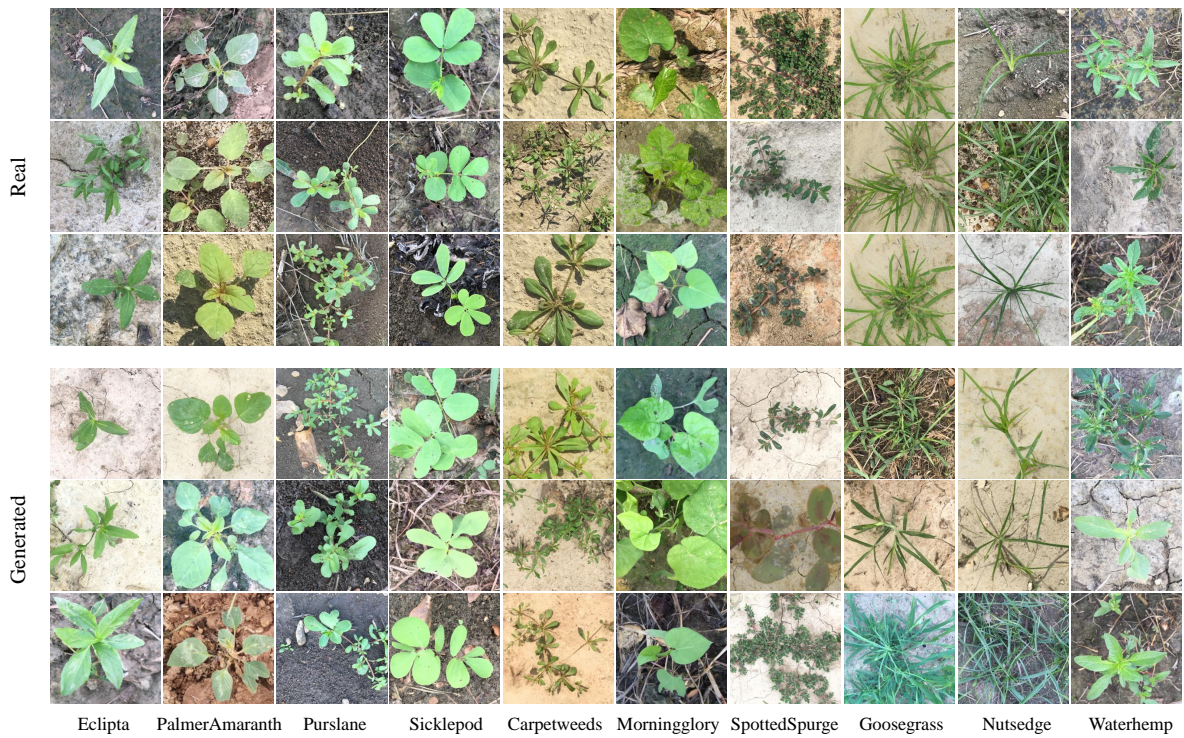 Real
Generated
Eclipta PalmerAmaranth Purslane Sicklepod Carpetweeds Morningglory SpottedSpurge Goosegrass Nutsedge Waterhemp